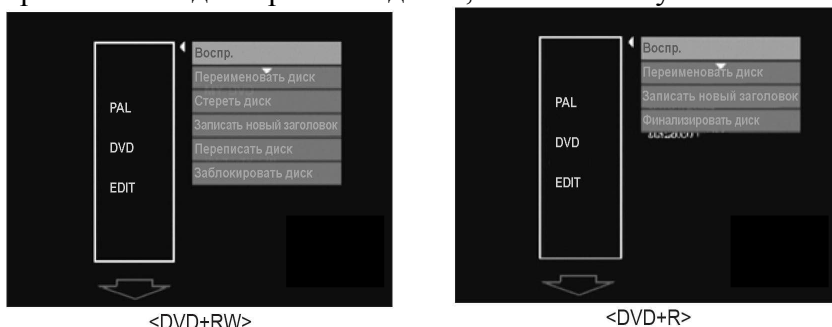 Воспр.
Переименовать диск
Стереть диск
Записать новый заголовок
Переписать диск
Заблокировать диск
PAL
DVD
EDIT
<DVD+RW>
Воспр.
Переименовать диск
Записать новый заголовок
Финализировать диск
PAL
DVD
EDIT
<DVD+R>